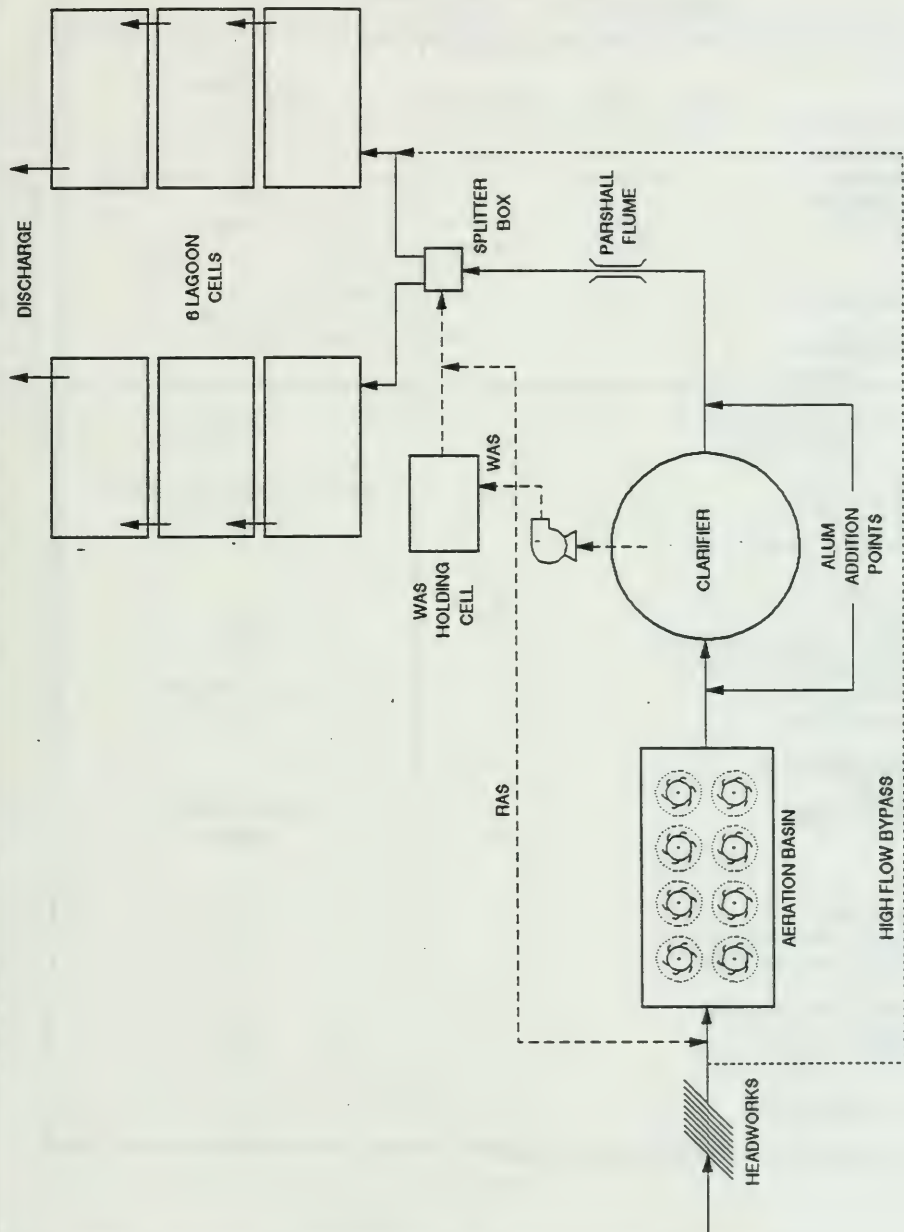 DISCHARGE
6 LAGOON
CELLS
SPLITTER
BOX
PARSHALL
FLUME
WAS
HOLDING
CELL
WAS
RAS
CLARIFIER
ALUM
ADDITION
POINTS
AERATION BASIN
HIGH FLOW BYPASS
HEADWORKS